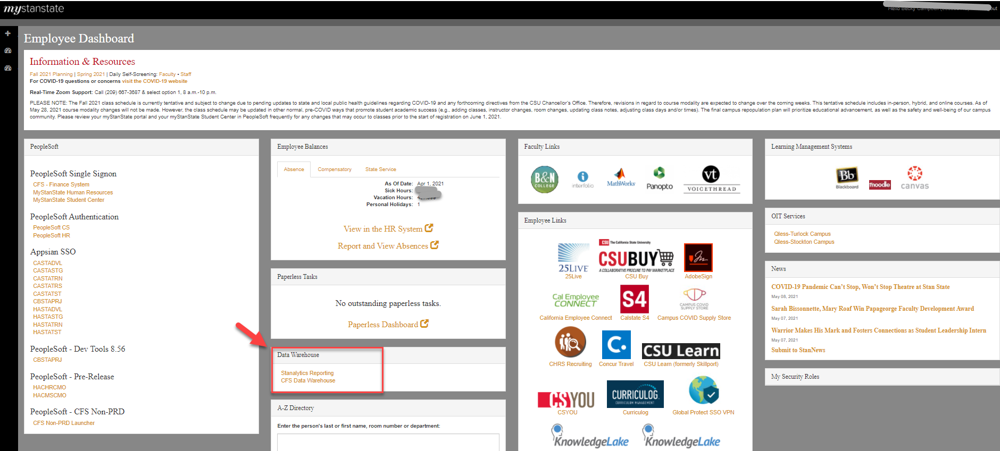 mystanstate
Employee Dashboard
Information & Resources
Fall 2021 Planning | Spring 2021 | Daily Self-Screening: Faculty • Staff
For COVID-19 questions or concerns visit the COVID-19 website
Real-Time Zoom Support: Call (209) 667-3687 & select option 1, 8 a.m.-10 p.m.
PLEASE NOTE: The Fall 2021 class schedule is currently tentative and subject to change due to pending updates to state and local public health guidelines regarding COVID-19 and any forthcoming directives from the CSU Chancellor's Office. Therefore, revisions in regard to course modality are expected to change over the coming weeks. This tentative schedule includes in-person, hybrid, and online courses. As of
May 28, 2021 course modality changes will not be made. However, the class schedule may be updated in other normal, pre-COVID ways that promote student academic success (e.g., adding classes, instructor changes, room changes, updating class notes, adjusting class days and/or times). The final campus repopulation plan will prioritize educational advancement, as well as the safety and well-being of our campus
community. Please review your myStanState portal and your myStanState Student Center in PeopleSoft frequently for any changes that may occur to classes prior to the start of registration on June 1, 2021.
PeopleSoft
PeopleSoft Single Signon
CFS - Finance System
MyStanState Human Resources
MyStanState Student Center
PeopleSoft Authentication
PeopleSoft CS
PeopleSoft HR
Appsian SSO
CASTADVL
CASTASTG
CASTATRN
CASTATRS
CASTATST
CBSTAPRJ
HASTADVL
HASTASTG
HASTATRN
HASTATST
PeopleSoft - Dev Tools 8.56
CBSTAPRJ
PeopleSoft - Pre-Release
HACHRCMO
HACMSCMO
PeopleSoft - CFS Non-PRD
CFS Non-PRD Launcher
Employee Balances
Absence Compensatory State Service
As Of Date: Apr 1, 2021
Sick Hours:
Vacation Hours:
Personal Holidays: 1
View in the HR System
Report and View Absences
Paperless Tasks
No outstanding paperless tasks.
Paperless Dashboard
Data Warehouse
Stanalytics Reporting
CFS Data Warehouse
A-Z Directory
Enter the person's last or first name, room number or department:
Faculty Links
B&N
COLLEGE
interfolio
MathWorks
Panopto
vt
VOICETHREAD
Employee Links
25LIVE
25Live
CSU The California State University
CSUBUY
A COLLABORATIVE PROCURE TO PAY MARKETPLACE
CSU Buy
AdobeSign
Cal Employee
CONNECT
California Employee Connect
S4
Calstate S4
CAMPUS COVID
SUPPLY STORE
Campus COVID Supply Store
CHRS Recruiting
C.
Concur Travel
CSU Learn
CSU Learn (formerly Skillport)
CSYOU
CSYOU
CURRICULOG
CURRICULUM MANAGEMENT
Curriculog
Global Protect SSO VPN
KnowledgeLake
KnowledgeLake
Learning Management Systems
Bb
Blackboard
moodle
canvas
OIT Services
Qless-Turlock Campus
Qless-Stockton Campus
News
COVID-19 Pandemic Can't Stop, Won't Stop Theatre at Stan State
May 08, 2021
Sarah Bissonnette, Mary Roaf Win Papageorge Faculty Development Award
May 07, 2021
Warrior Makes His Mark and Fosters Connections as Student Leadership Intern
May 07, 2021
Submit to StanNews
My Security Roles